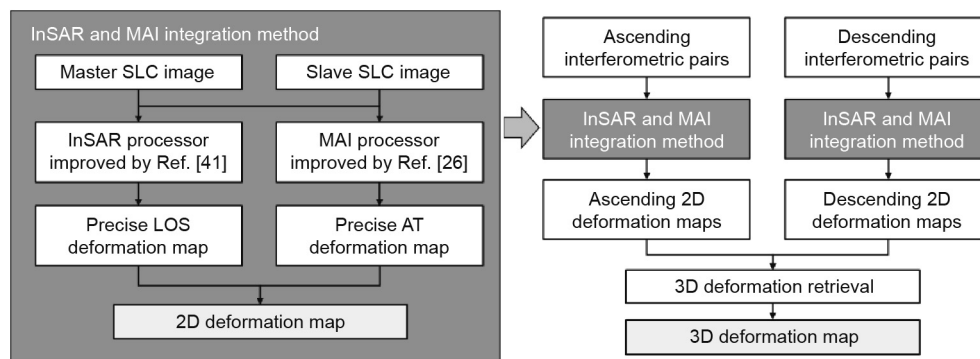 InSAR and MAI integration method
Master SLC image
Slave SLC image
InSAR processor
improved by Ref. [41]
MAI processor
improved by Ref. [26]
Precise LOS
deformation map
Precise AT
deformation map
2D deformation map
Ascending
interferometric pairs
Descending
interferometric pairs
InSAR and MAI
integration method
InSAR and MAI
integration method
Ascending 2D
deformation maps
Descending 2D
deformation maps
3D deformation retrieval
3D deformation map